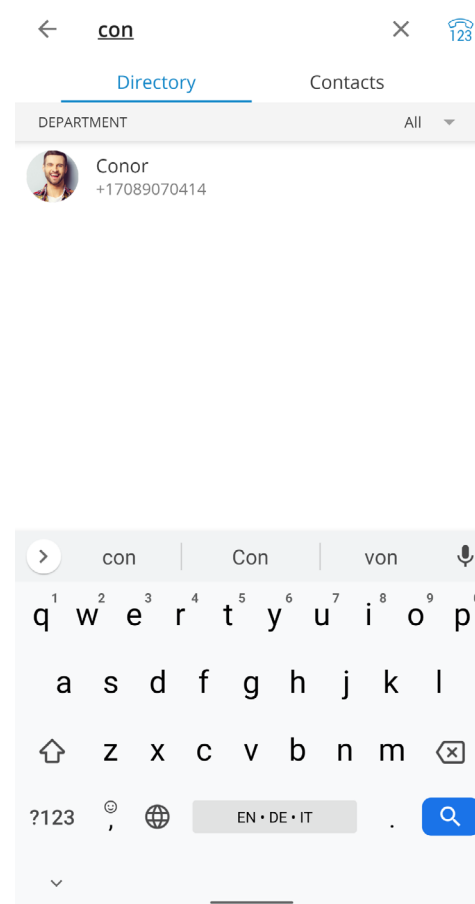 con
123
Directory Contacts
DEPARTMENT All
Conor
+17089070414
con Con von
1 2 3 4 5 6 7 8 9
q w e r t y u i o p
a s d f g h j k l
z x c v b n m
?123 , EN • DE • IT .